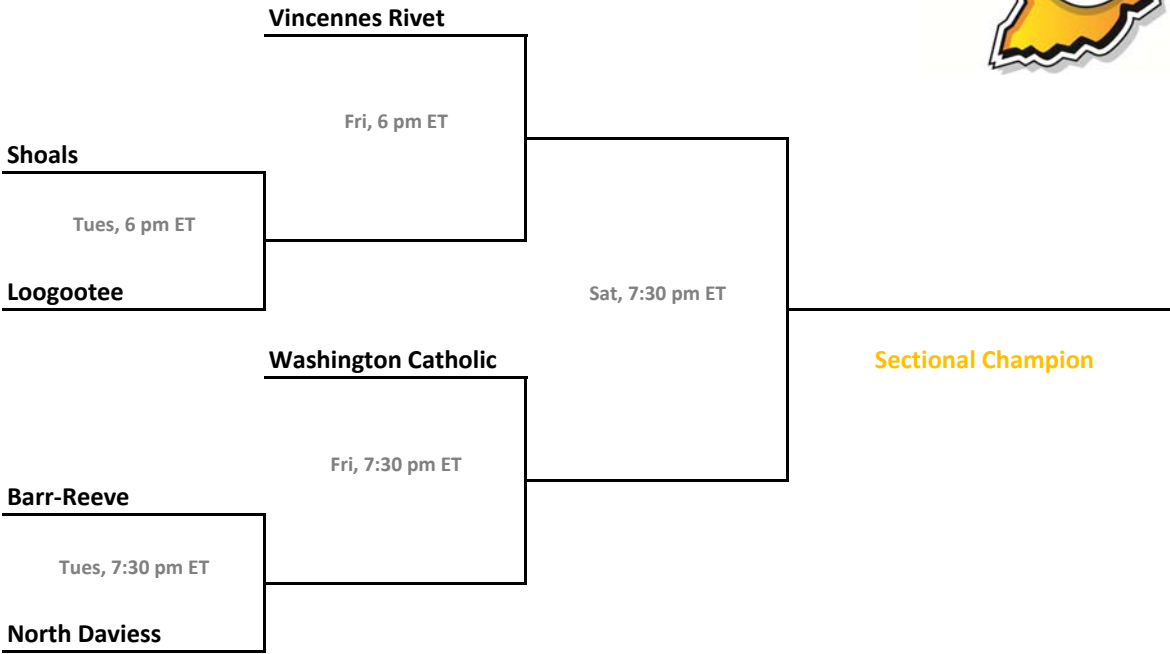 Vincennes Rivet
Fri, 6 pm ET
Shoals
Tues, 6 pm ET
Loogootee
Sat, 7:30 pm ET
Washington Catholic
Sectional Champion
Fri, 7:30 pm ET
Barr-Reeve
Tues, 7:30 pm ET
North Daviess